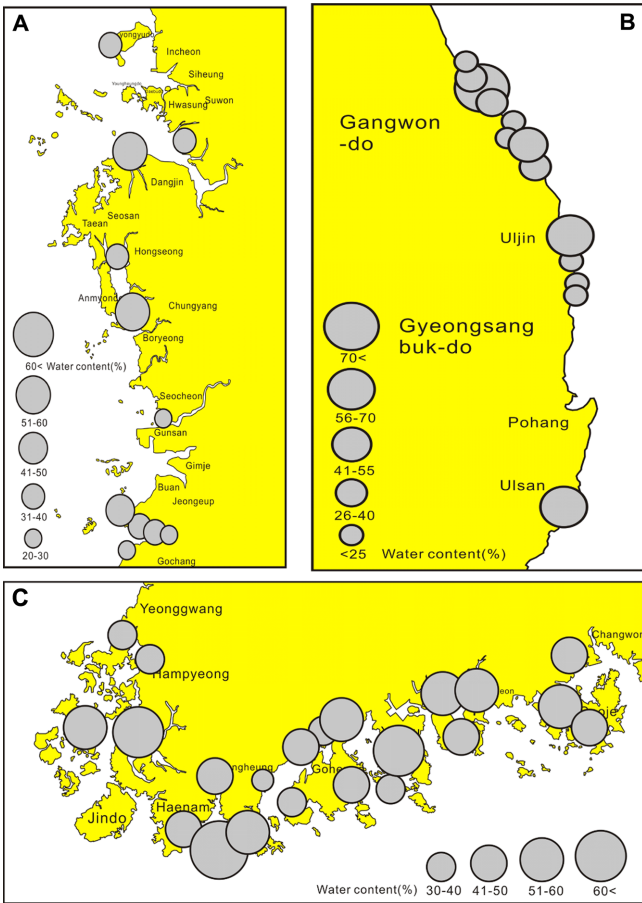 A
Incheon
Siheung
Suwon
Hwasung
Dangjin
Seosan
Taean
Hongseong
Chungyang
60< Water content(%)
Boryeong
51-60
Seocheon
Gunsan
41-50
Gimje
Buan
31-40
Jeongeup
20-30
Gochang
B
Gangwon
-do
Uljin
Gyeongsang
buk-do
70<
56-70
Pohang
41-55
Ulsan
26-40
<25 Water content(%)
C
Yeonggwang
Changwon
Hampyeong
Haenam
Jindo
Water content(%)
30-40
41-50
51-60
60<